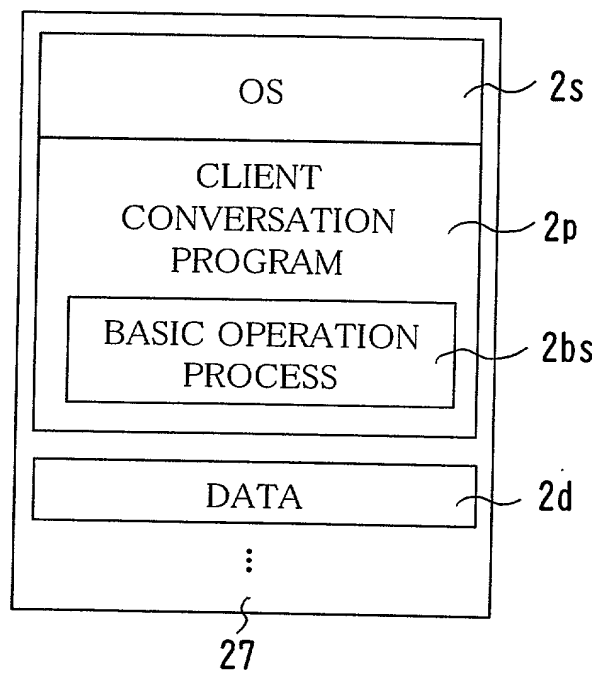 OS
2s
CLIENT
CONVERSATION
PROGRAM
2p
BASIC OPERATION
PROCESS
2bs
DATA
2d
27